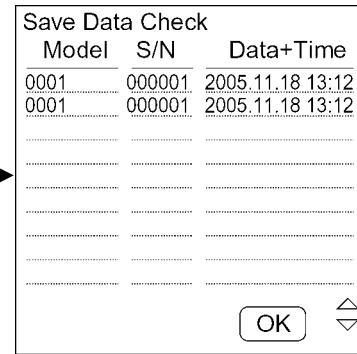 Save Data Check
Model S/N Data+Time
0001 000001 2005.11.18 13:12
0001 000001 2005.11.18 13:12
OK